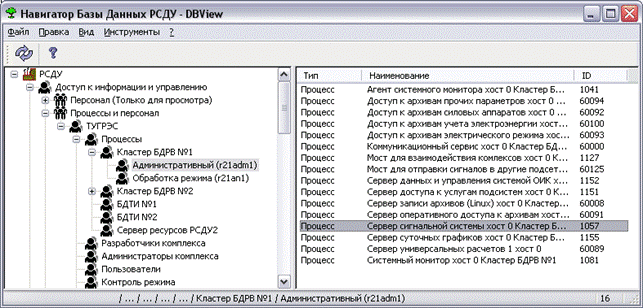 Навигатор Базы Данных РСДУ - DBView
Файл Правка Вид Инструменты ?
РСДУ
Доступ к информации и управлению
Персонал (Только для просмотра)
Процессы и персонал
ТУГРЭС
Процессы
Кластер БДРВ №1
Административный (r21adm1)
Обработка режима (r21an1)
Кластер БДРВ №2
БДТИ №1
БДТИ №2
Сервер ресурсов РСДУ2
Разработчики комплекса
Администраторы комплекса
Пользователи
Контроль режима
Тип Наименование ID
Процесс Агент системного монитора хост 0 Кластер Б... 1041
Процесс Доступ к архивам прочих параметров хост 0 ... 60094
Процесс Доступ к архивам силовых аппаратов хост 0 ... 60092
Процесс Доступ к архивам учета электроэнергии хост ... 60100
Процесс Доступ к архивам электрического режима хост ... 60093
Процесс Коммуникационный сервис хост 0 Кластер БД... 60000
Процесс Мост для взаимодействия комлексов хост 0 К... 1127
Процесс Мост для отправки сигналов в другие подсет... 60125
Процесс Сервер данных и управления системой ОИК х... 1152
Процесс Сервер доступа к услугам подсистем хост 0 К... 1151
Процесс Сервер записи архивов (Linux) хост 0 Кластер ... 60008
Процесс Сервер оперативного доступа к архивам хост... 60091
Процесс Сервер сигнальной системы хост 0 Кластер Б... 1057
Процесс Сервер суточных графиков хост 0 Кластер Б... 1155
Процесс Сервер универсальных расчетов 1 хост 0 60089
Процесс Системный монитор хост 0 Кластер БДРВ №1 1081
/ ... / ... / ... / ... / Кластер БДРВ №1 / Административный (r21adm1) 16